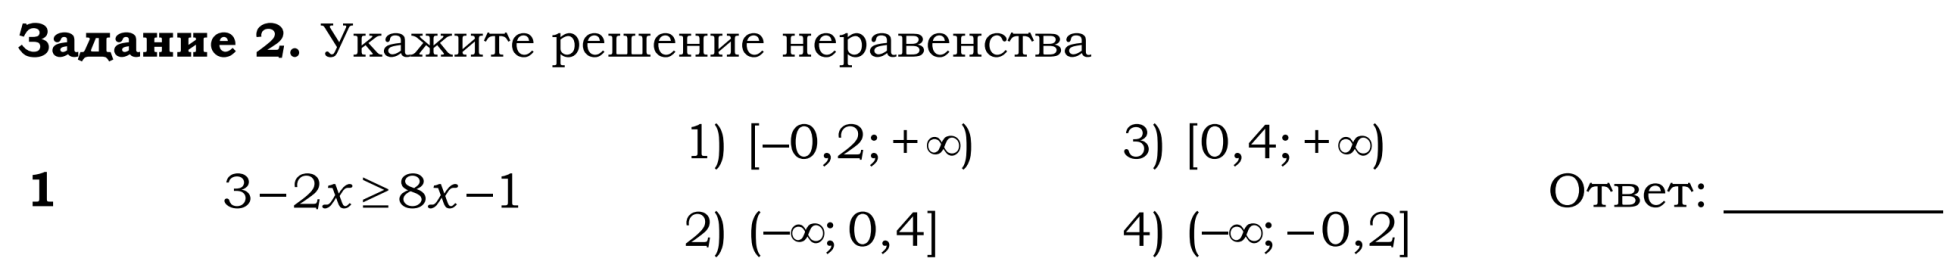 Задание 2. Укажите решение неравенства
1) [–0,2; +∞) 3) [0,4; +∞)
1 3–2x≥8x–1 Ответ: ________
2) (–∞; 0,4] 4) (–∞; –0,2]